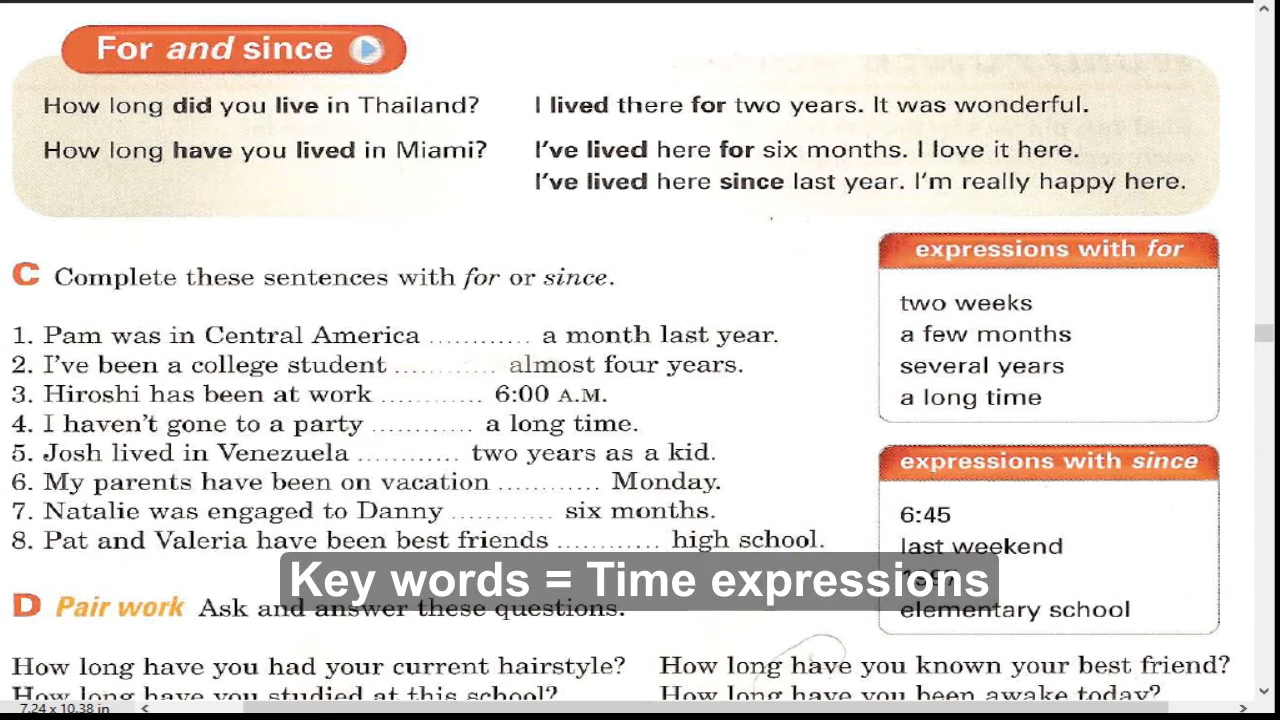 For and since
How long did you live in Thailand? I lived there for two years. It was wonderful.
How long have you lived in Miami? I've lived here for six months. I love it here.
I've lived here since last year. I'm really happy here.
C Complete these sentences with for or since.
1. Pam was in Central America ............ a month last year.
2. I've been a college student ............ almost four years.
3. Hiroshi has been at work ............ 6:00 A.M.
4. I haven't gone to a party ............ a long time.
5. Josh lived in Venezuela ............ two years as a kid.
6. My parents have been on vacation ............ Monday.
7. Natalie was engaged to Danny ............ six months.
8. Pat and Valeria have been best friends ............ high school.
expressions with for
two weeks
a few months
several years
a long time
expressions with since
6:45
last weekend
1997
elementary school
Key words = Time expressions
D Pair work Ask and answer these questions.
How long have you had your current hairstyle? How long have you known your best friend?
How long have you studied at this school? How long have you been awake today?
7.24 x 10.38 in